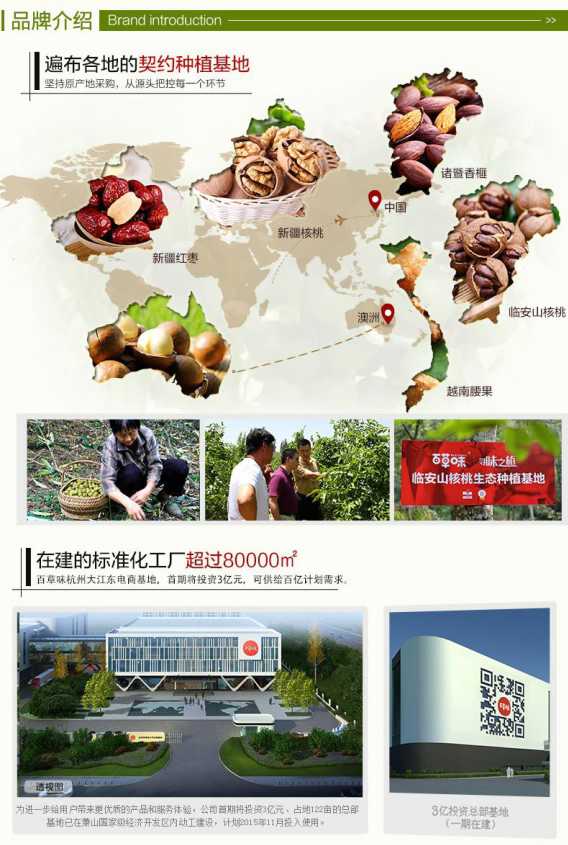 品牌介绍 Brand introduction >>
遍布各地的契约种植基地
坚持原产地采购，从源头把控每一个环节
诸暨香榧
中国
新疆核桃
新疆红枣
临安山核桃
澳洲
越南腰果
百草味 寻味之旅
临安山核桃生态种植基地
在建的标准化工厂超过80000㎡
百草味杭州大江东电商基地，首期将投资3亿元，可供给百亿计划需求。
透视图
为进一步给用户带来更优质的产品和服务体验，公司首期将投资3亿元、占地122亩的总部
基地已在萧山国家级经济开发区内动工建设，计划2015年11月投入使用。
3亿投资总部基地
（一期在建）